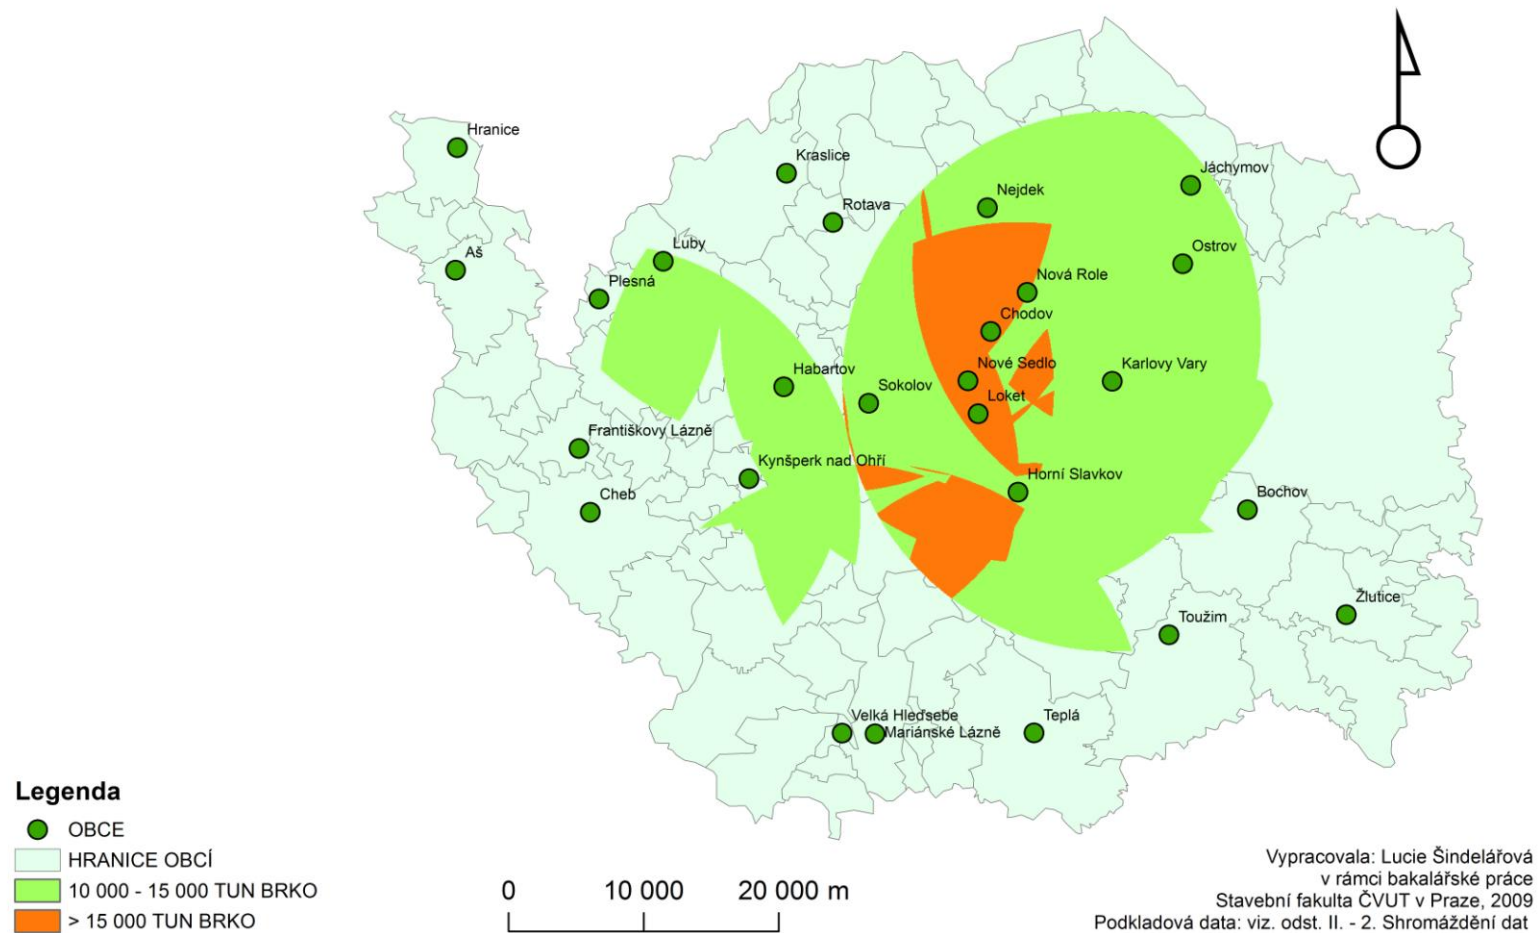 Hranice
Kraslice
Jáchymov
Nejdek
Rotava
Luby
Aš
Ostrov
Plesná
Nová Role
Chodov
Habartov
Nové Sedlo
Karlovy Vary
Sokolov
Loket
Františkovy Lázně
Kynšperk nad Ohří
Horní Slavkov
Cheb
Bochov
Žlutice
Toužim
Velká Hleďsebe
Teplá
Mariánské Lázně
Legenda
OBCE
HRANICE OBCÍ
10 000 - 15 000 TUN BRKO
> 15 000 TUN BRKO
0 10 000 20 000 m
Vypracovala: Lucie Šindelářová
v rámci bakalářské práce
Stavební fakulta ČVUT v Praze, 2009
Podkladová data: viz. odst. II. - 2. Shromáždění dat